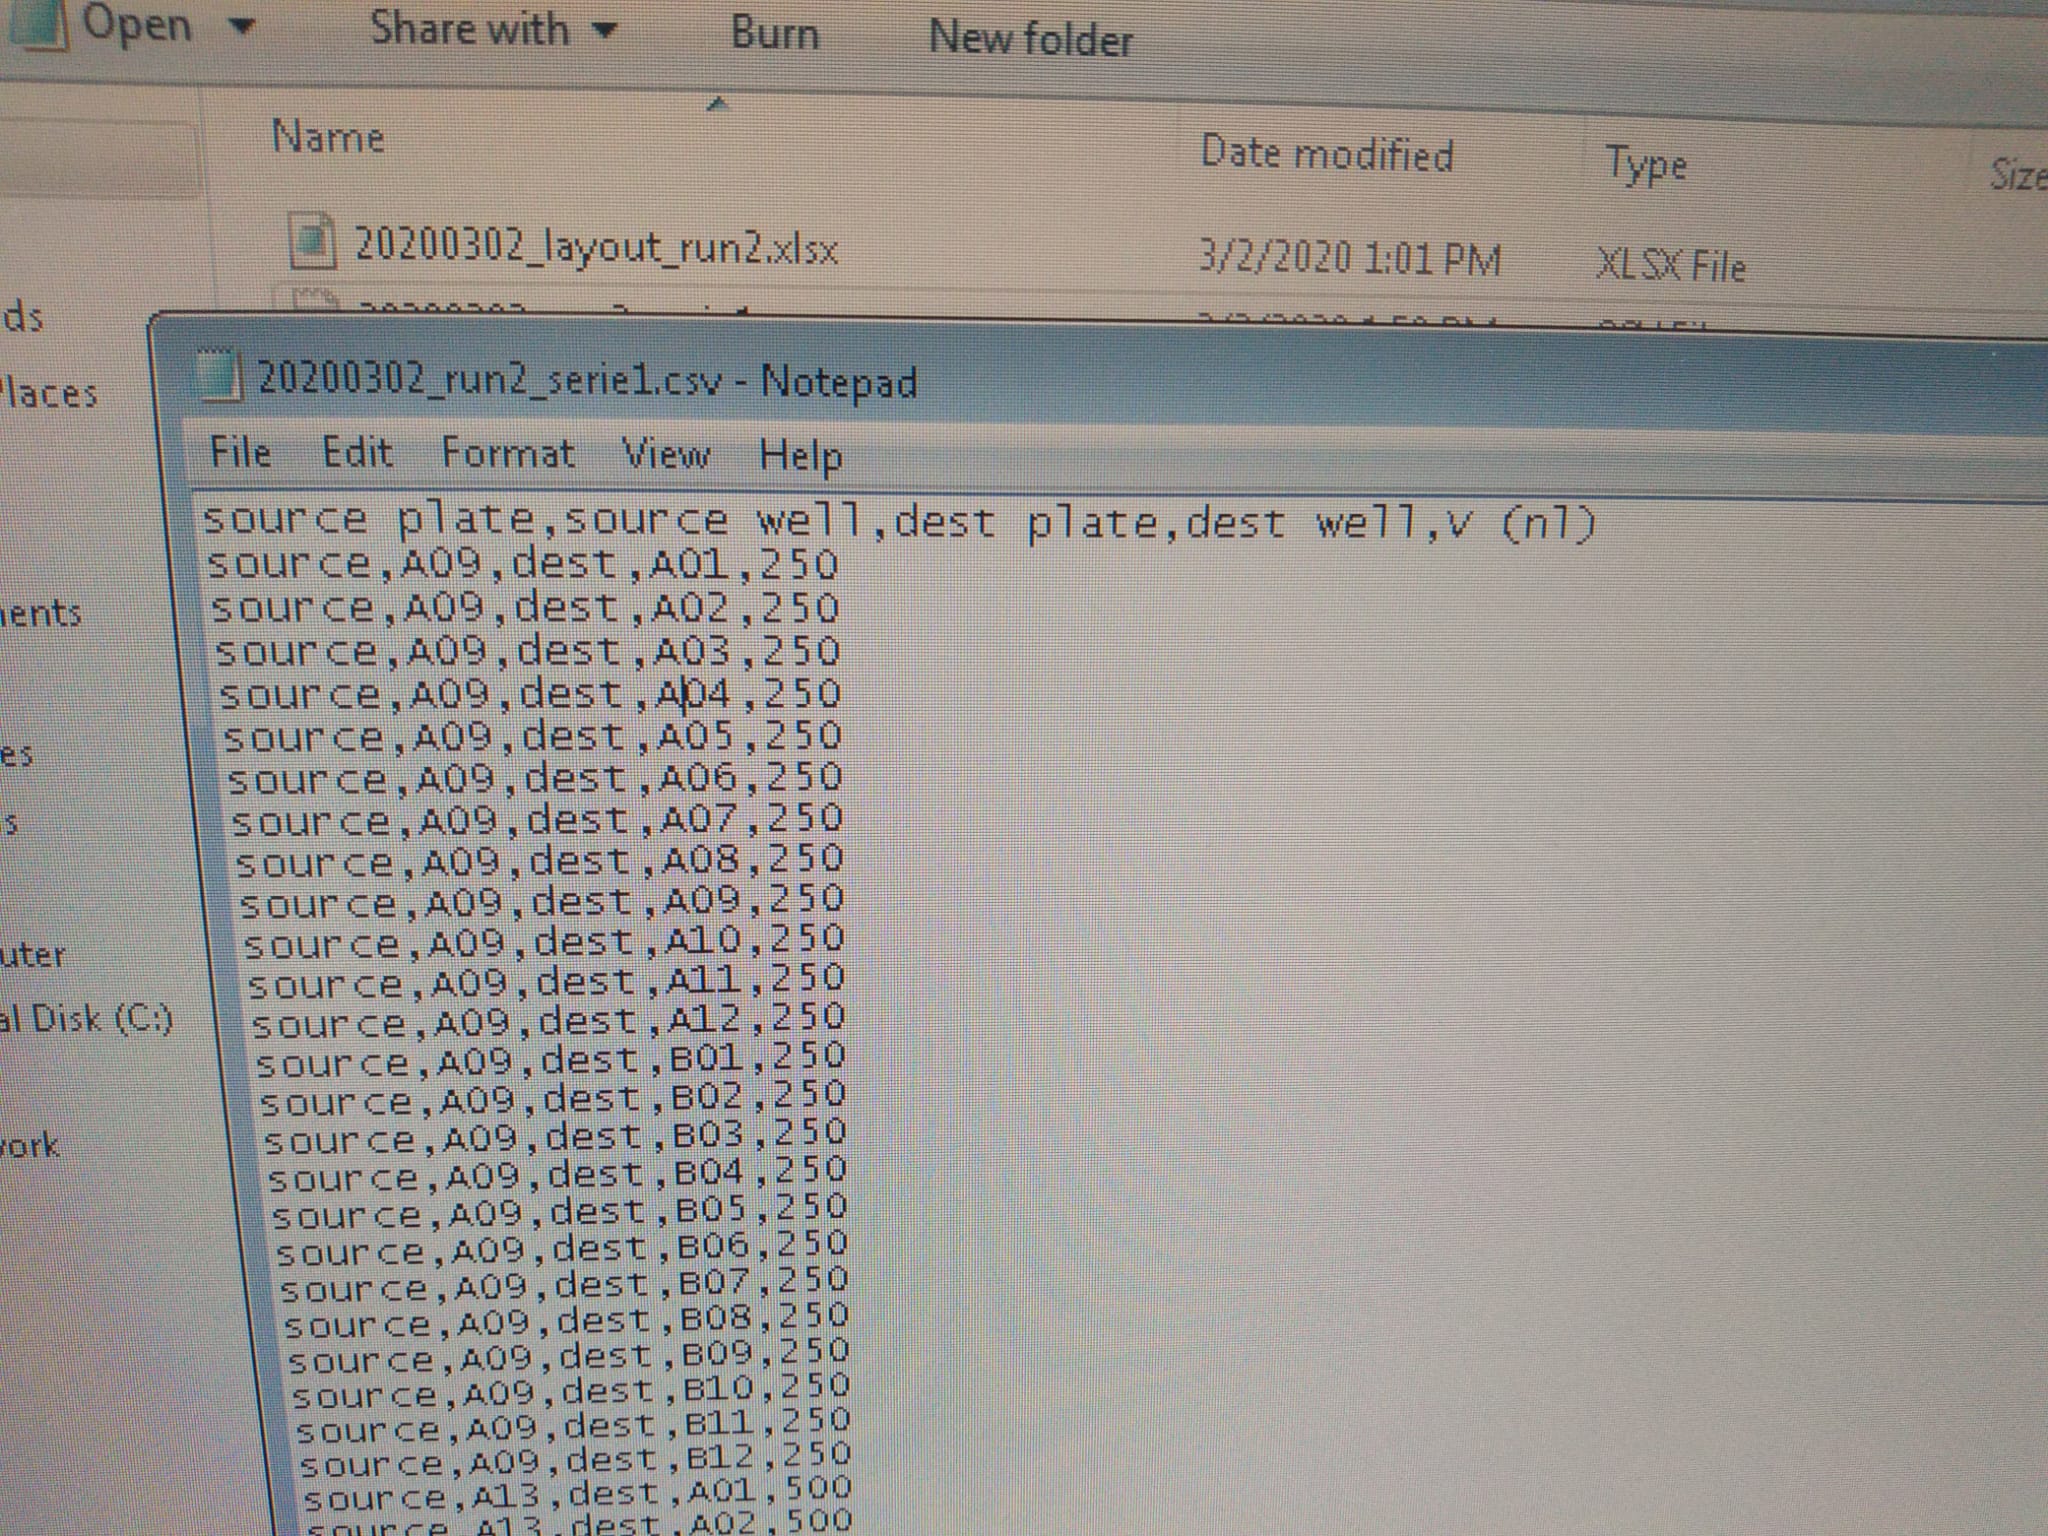 Open Share with Burn New folder
Name Date modified Type Size
20200302_layout_run2.xlsx 3/2/2020 1:01 PM XLSX File
ds
laces
20200302_run2_serie1.csv - Notepad
File Edit Format View Help
source plate,source well,dest plate,dest well,V (nl)
source,A09,dest,A01,250
source,A09,dest,A02,250
ents
source,A09,dest,A03,250
source,A09,dest,A04,250
source,A09,dest,A05,250
es
source,A09,dest,A06,250
source,A09,dest,A07,250
s
source,A09,dest,A08,250
source,A09,dest,A09,250
source,A09,dest,A10,250
uter
source,A09,dest,A11,250
source,A09,dest,A12,250
al Disk (C:)
source,A09,dest,B01,250
source,A09,dest,B02,250
source,A09,dest,B03,250
ork
source,A09,dest,B04,250
source,A09,dest,B05,250
source,A09,dest,B06,250
source,A09,dest,B07,250
source,A09,dest,B08,250
source,A09,dest,B09,250
source,A09,dest,B10,250
source,A09,dest,B11,250
source,A09,dest,B12,250
source,A13,dest,A01,500
source,A13,dest,A02,500